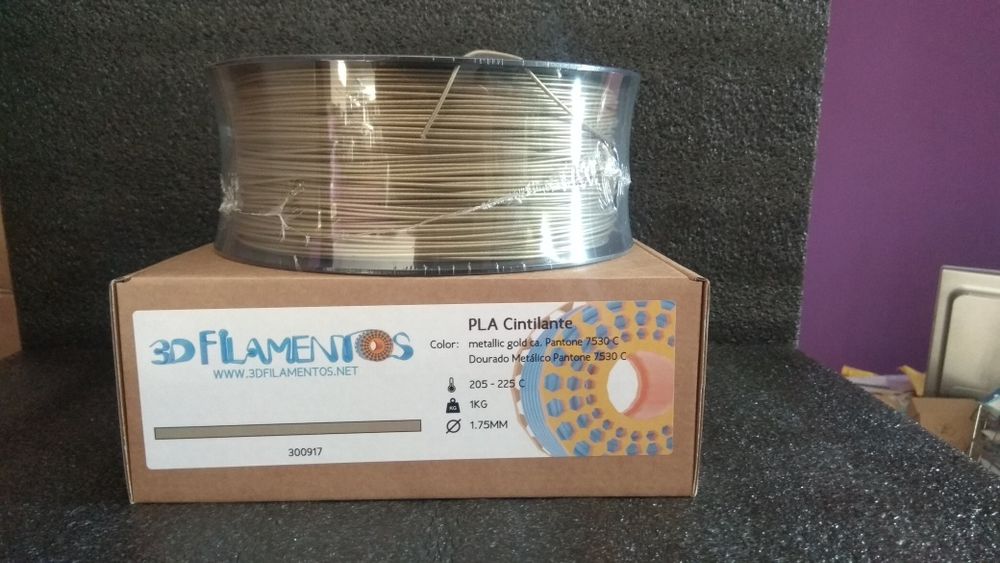 3D FILAMENTOS
WWW.3DFILAMENTOS.NET
PLA Cintilante
Color: metallic gold ca. Pantone 7530 C
Dourado Metálico Pantone 7530 C
205 - 225 C
KG 1KG
1.75MM
300917